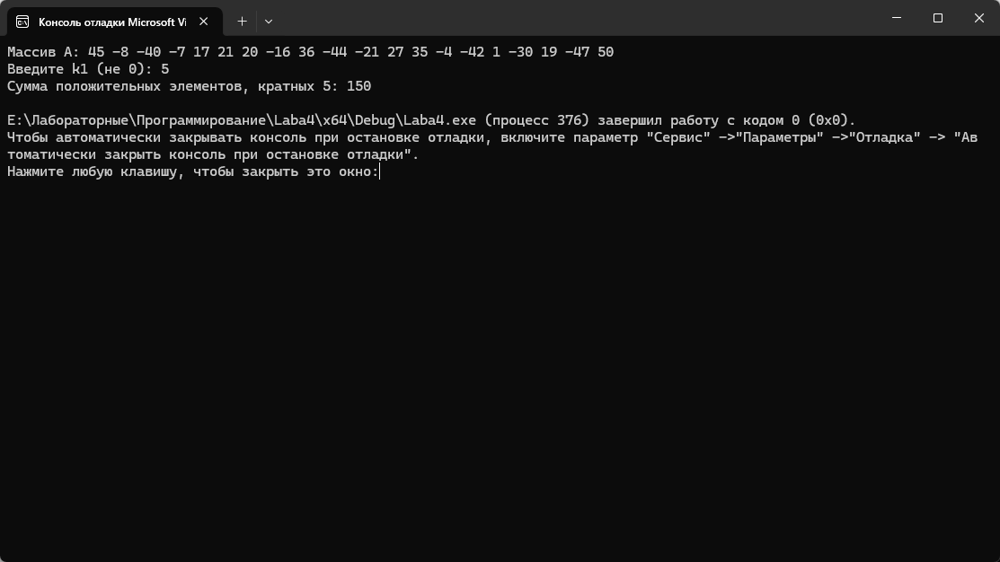 Консоль отладки Microsoft Vi
Массив A: 45 -8 -40 -7 17 21 20 -16 36 -44 -21 27 35 -4 -42 1 -30 19 -47 50
Введите k1 (не 0): 5
Сумма положительных элементов, кратных 5: 150
E:\Лабораторные\Программирование\Laba4\x64\Debug\Laba4.exe (процесс 376) завершил работу с кодом 0 (0x0).
Чтобы автоматически закрывать консоль при остановке отладки, включите параметр "Сервис" ->"Параметры" ->"Отладка" -> "Ав
томатически закрыть консоль при остановке отладки".
Нажмите любую клавишу, чтобы закрыть это окно: